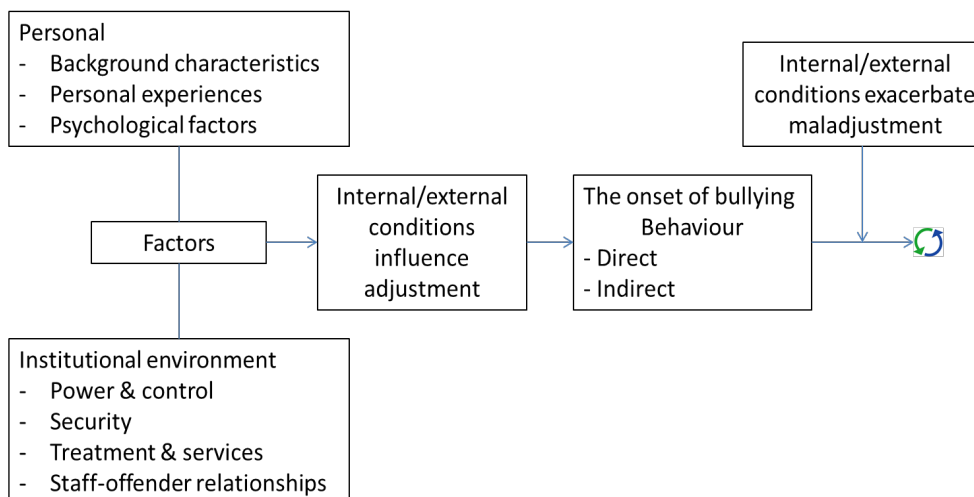 Personal
- Background characteristics
- Personal experiences
- Psychological factors
Internal/external
conditions exacerbate
maladjustment
Factors
Internal/external
conditions
influence
adjustment
The onset of bullying
Behaviour
- Direct
- Indirect
Institutional environment
- Power & control
- Security
- Treatment & services
- Staff-offender relationships